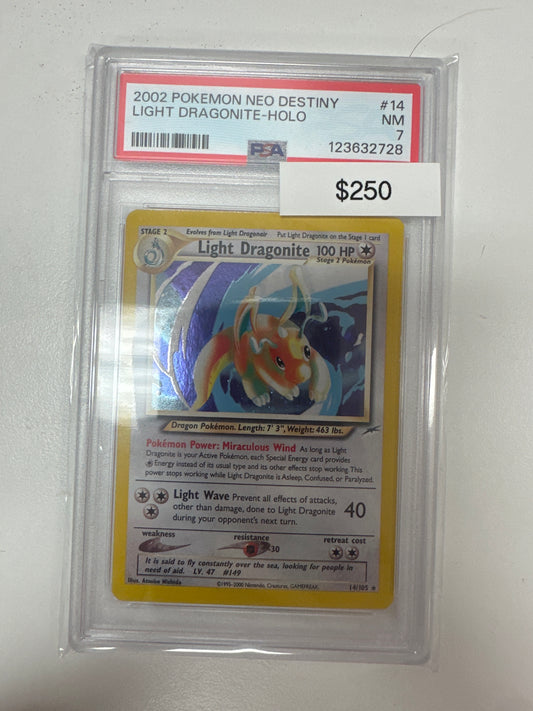 2002 POKEMON NEO DESTINY #14
LIGHT DRAGONITE-HOLO NM
7
PSA 123632728
$250
STAGE 2 Evolves from Light Dragonair Put Light Dragonite on the Stage 1 card
Light Dragonite 100 HP
Stage 2 Pokémon
Dragon Pokémon. Length: 7' 3", Weight: 463 lbs.
Pokémon Power: Miraculous Wind As long as Light
Dragonite is your Active Pokémon, each Special Energy card provides
Energy instead of its usual type and its other effects stop working. This
power stops working while Light Dragonite is Asleep, Confused, or Paralyzed.
Light Wave Prevent all effects of attacks,
other than damage, done to Light Dragonite
during your opponent's next turn.
40
weakness resistance retreat cost
-30
It is said to fly constantly over the sea, looking for people in
need of aid. LV. 47 #149
Illus. Atsuko Nishida ©1995-2000 Nintendo, Creatures, GAMEFREAK. 14/105